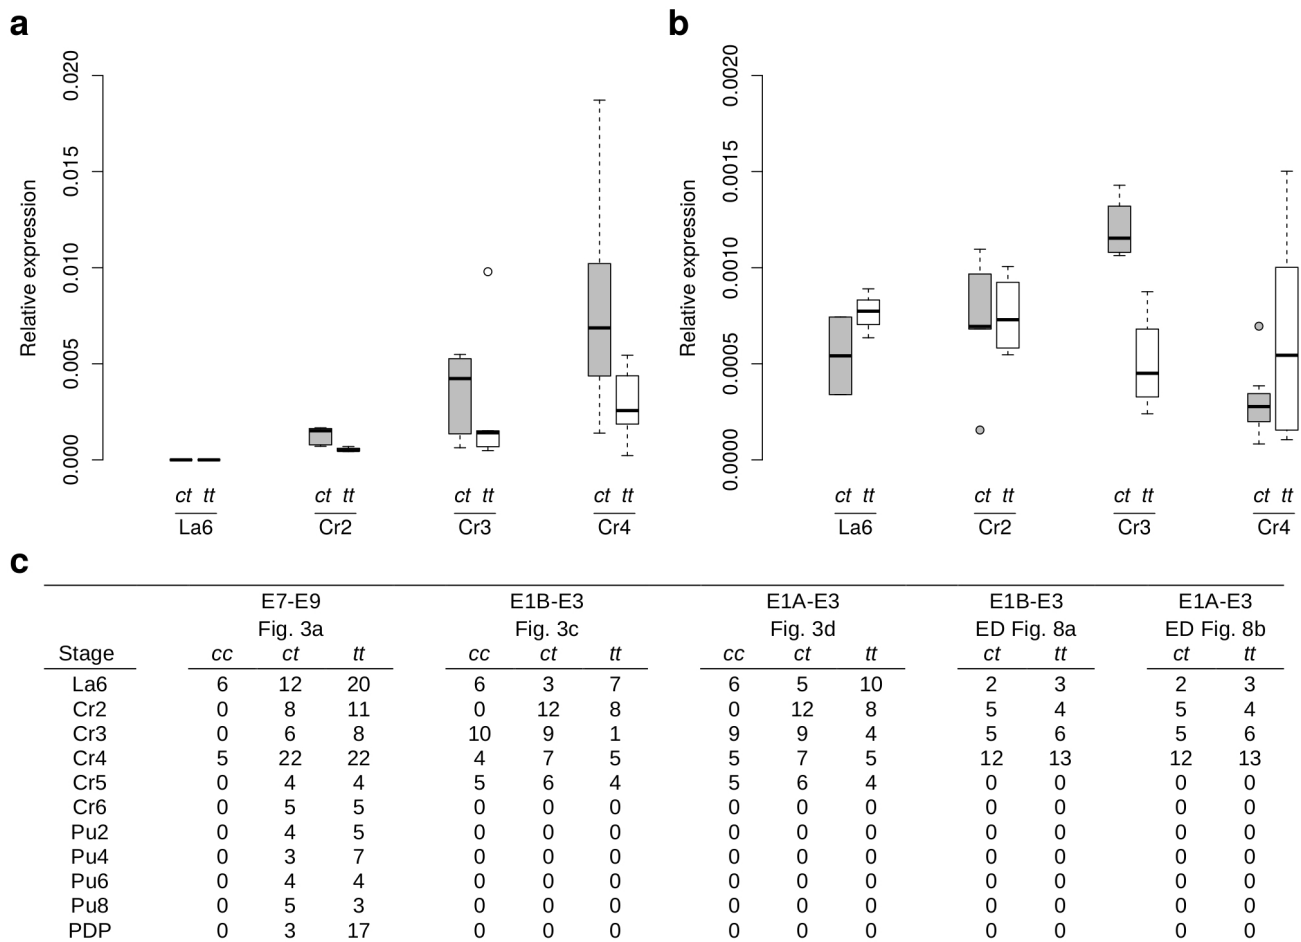 a
b
0.020
0.015
0.010
0.005
0.000
Relative expression
ct tt ct tt ct tt ct tt
La6 Cr2 Cr3 Cr4
0.0020
0.0015
0.0010
0.0005
0.0000
Relative expression
ct tt ct tt ct tt ct tt
La6 Cr2 Cr3 Cr4
c
E7-E9 E1B-E3 E1A-E3 E1B-E3 E1A-E3
Fig. 3a Fig. 3c Fig. 3d ED Fig. 8a ED Fig. 8b
Stage cc ct tt cc ct tt cc ct tt ct tt ct tt
La6 6 12 20 6 3 7 6 5 10 2 3 2 3
Cr2 0 8 11 0 12 8 0 12 8 5 4 5 4
Cr3 0 6 8 10 9 1 9 9 4 5 6 5 6
Cr4 5 22 22 4 7 5 5 7 5 12 13 12 13
Cr5 0 4 4 5 6 4 5 6 4 0 0 0 0
Cr6 0 5 5 0 0 0 0 0 0 0 0 0 0
Pu2 0 4 5 0 0 0 0 0 0 0 0 0 0
Pu4 0 3 7 0 0 0 0 0 0 0 0 0 0
Pu6 0 4 4 0 0 0 0 0 0 0 0 0 0
Pu8 0 5 3 0 0 0 0 0 0 0 0 0 0
PDP 0 3 17 0 0 0 0 0 0 0 0 0 0